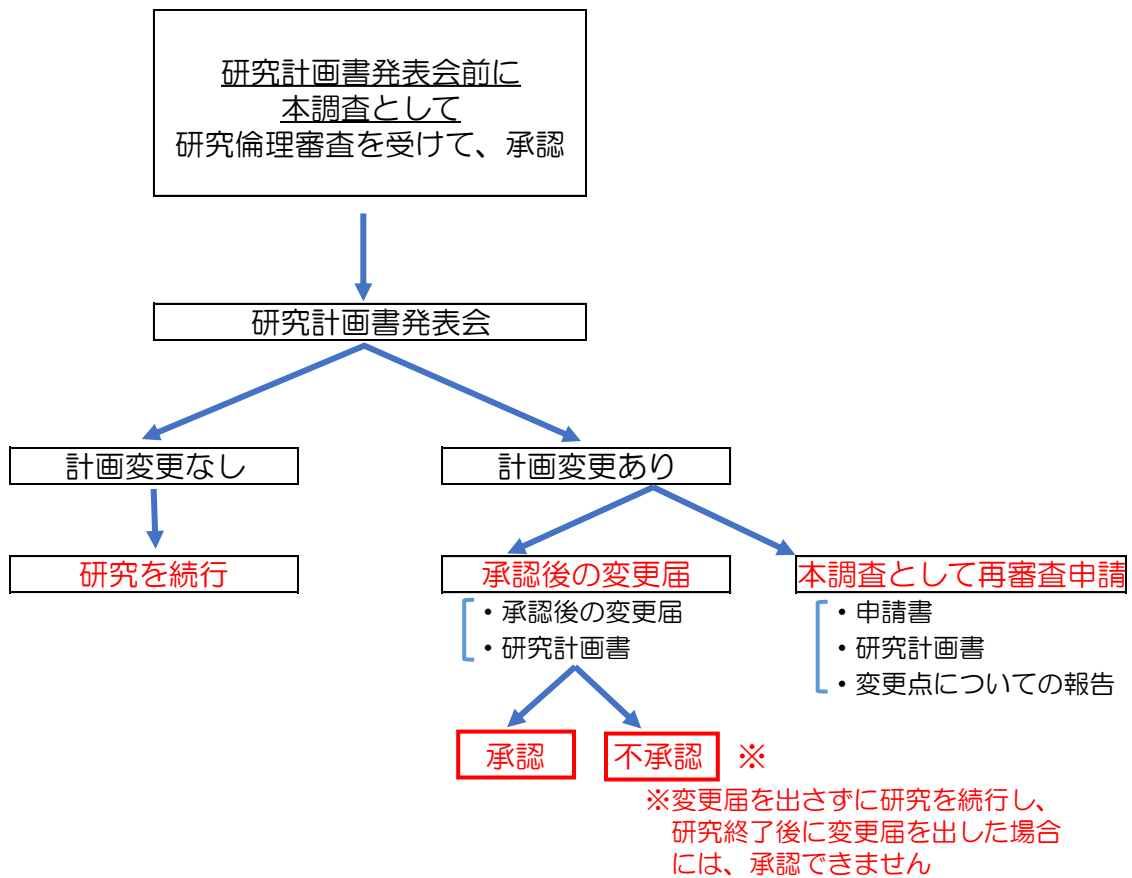 研究計画書発表会前に
本調査として
研究倫理審査を受けて、承認
研究計画書発表会
計画変更なし
計画変更あり
研究を続行
承認後の変更届
本調査として再審査申請
・承認後の変更届
・研究計画書
・申請書
・研究計画書
・変更点についての報告
承認
不承認 ※
※変更届を出さずに研究を続行し、
研究終了後に変更届を出した場合
には、承認できません